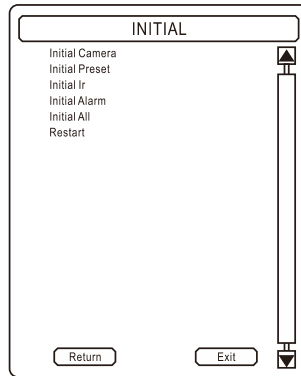 INITIAL
Initial Camera
Initial Preset
Initial Ir
Initial Alarm
Initial All
Restart
Return Exit